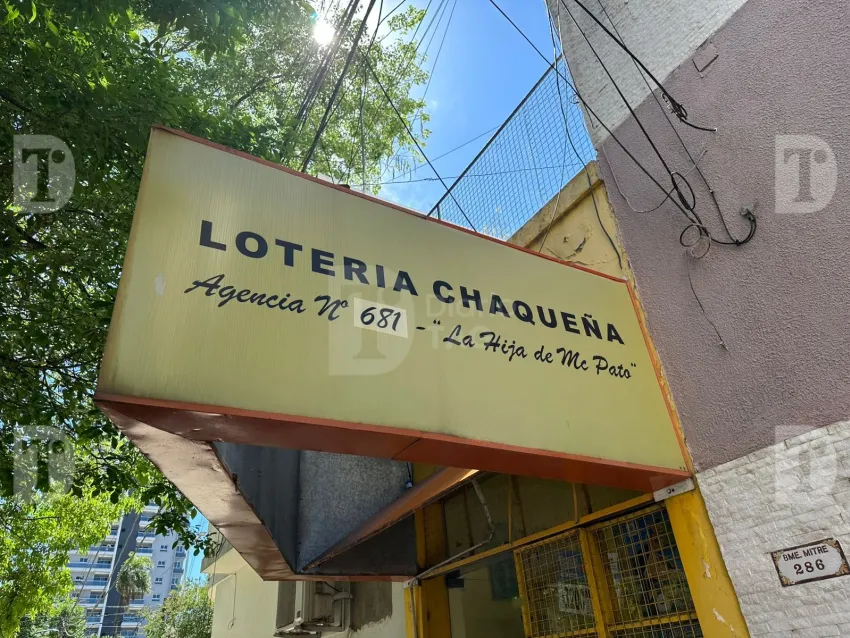 LOTERIA CHAQUEÑA
Agencia Nº 681 - "La Hija de Mc Pato"
BME. MITRE
286